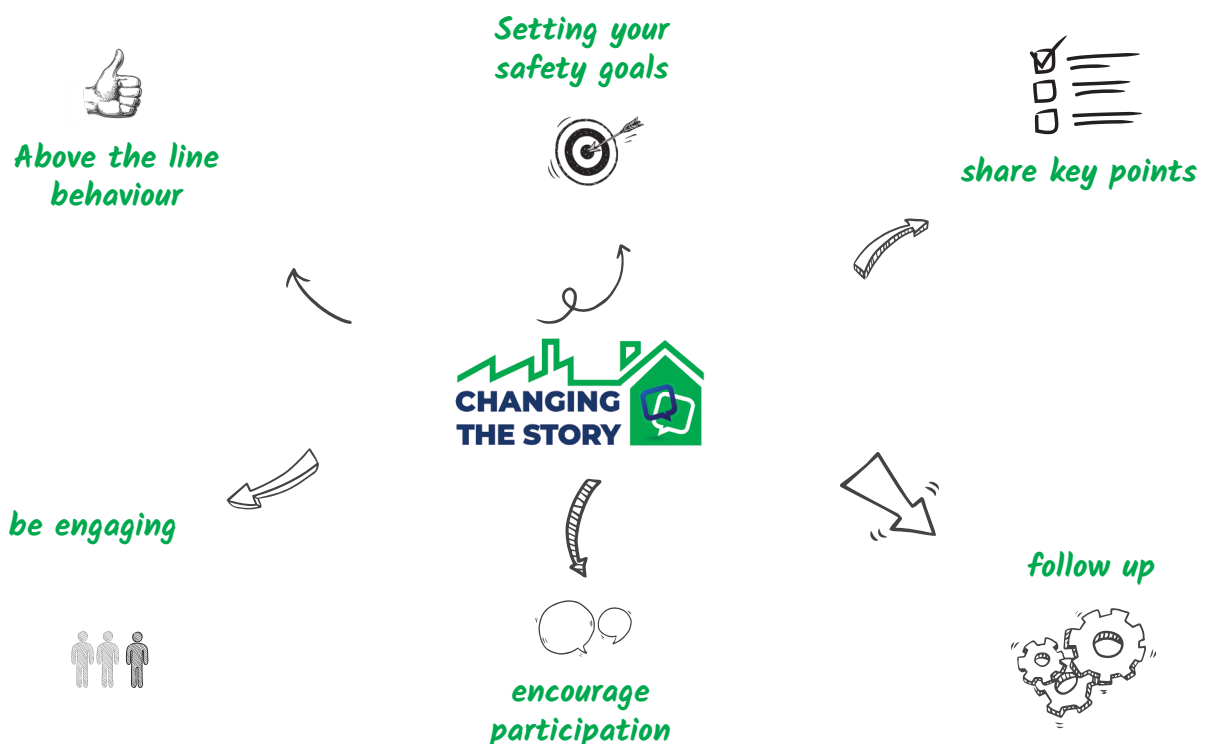 Setting your
safety goals
Above the line
behaviour
share key points
CHANGING
THE STORY
be engaging
follow up
encourage
participation